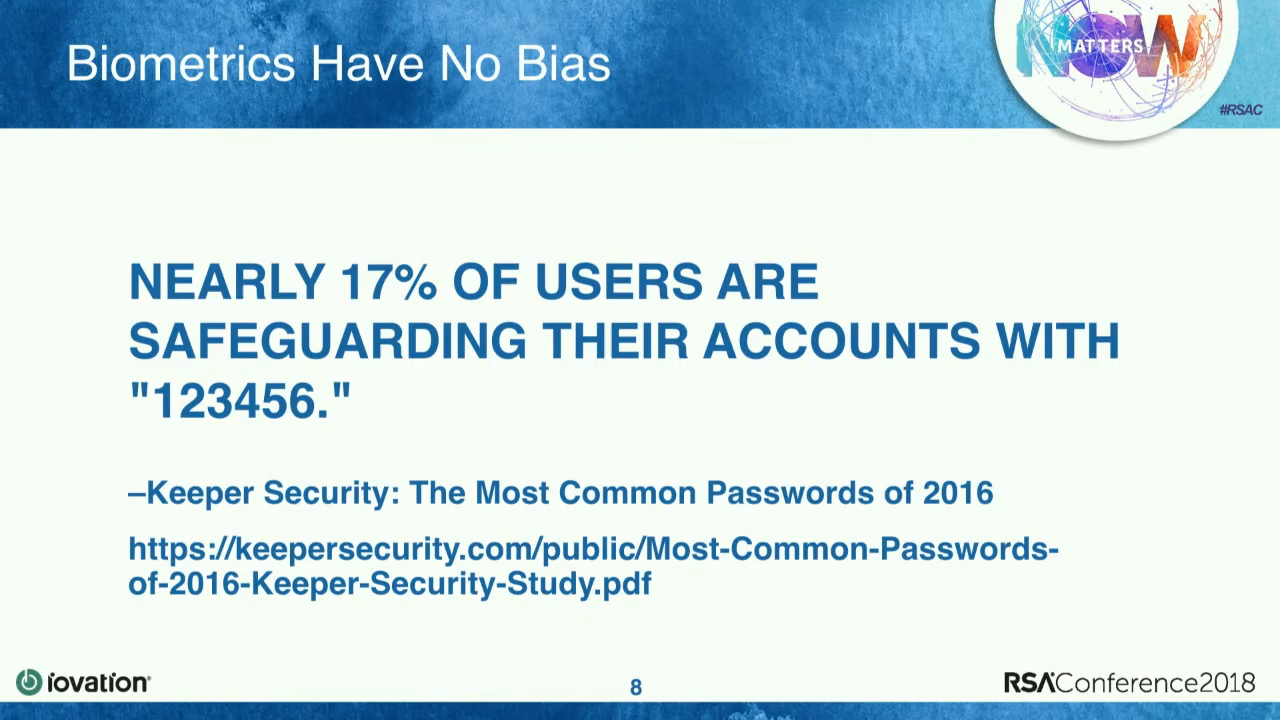 Biometrics Have No Bias
NOW
MATTERS
#RSAC
NEARLY 17% OF USERS ARE
SAFEGUARDING THEIR ACCOUNTS WITH
"123456."
–Keeper Security: The Most Common Passwords of 2016
https://keepersecurity.com/public/Most-Common-Passwords-
of-2016-Keeper-Security-Study.pdf
iovation
8
RSAConference2018